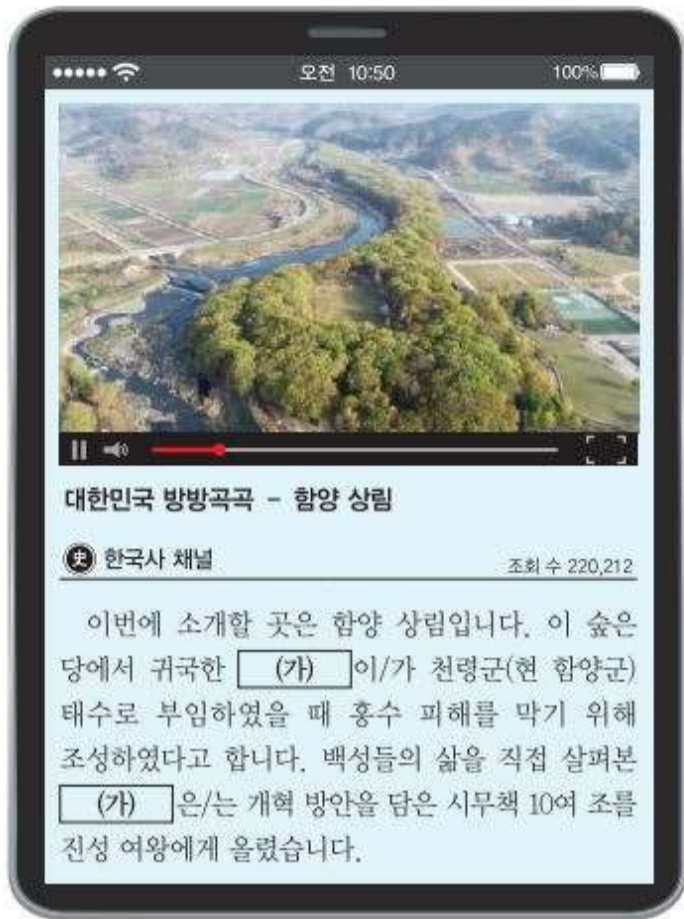 오전 10:50 100%
대한민국 방방곡곡 - 함양 상림
史 한국사 채널 조회 수 220,212
이번에 소개할 곳은 함양 상림입니다. 이 숲은
당에서 귀국한 (가) 이/가 천령군(현 함양군)
태수로 부임하였을 때 홍수 피해를 막기 위해
조성하였다고 합니다. 백성들의 삶을 직접 살펴본
(가) 은/는 개혁 방안을 담은 시무책 10여 조를
진성 여왕에게 올렸습니다.